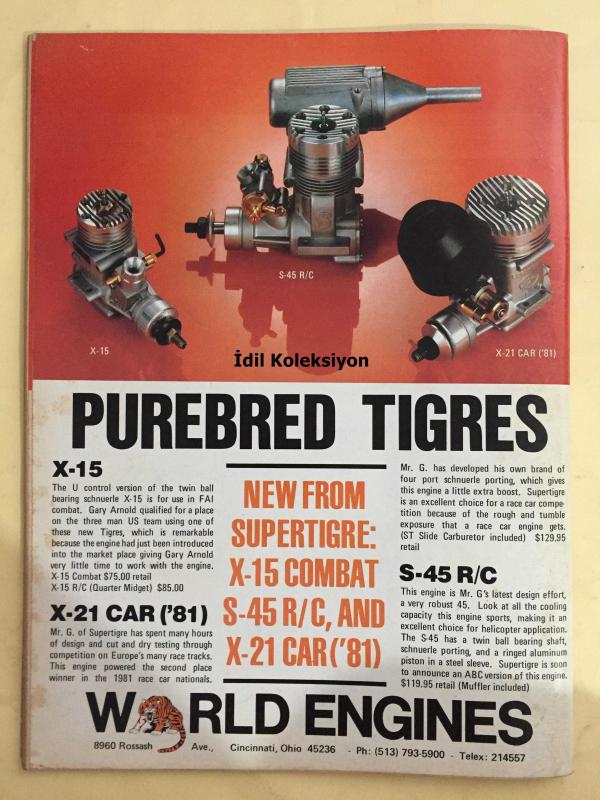 S-45 R/C
X-15
X-21 CAR ('81)
İdil Koleksiyon
PUREBRED TIGRES
X-15
The U control version of the twin ball
bearing schnuerle X-15 is for use in FAI
combat. Gary Arnold qualified for a place
on the three man US team using one of
these new Tigres, which is remarkable
because the engine had just been introduced
into the market place giving Gary Arnold
very little time to work with the engine.
X-15 Combat $75.00 retail
X-15 R/C (Quarter Midget) $85.00
X-21 CAR ('81)
Mr. G. of Supertigre has spent many hours
of design and cut and dry testing through
competition on Europe's many race tracks.
This engine powered the second place
winner in the 1981 race car nationals.
NEW FROM
SUPERTIGRE:
X-15 COMBAT
S-45 R/C, AND
X-21 CAR ('81)
Mr. G. has developed his own brand of
four port schnuerle porting, which gives
this engine a little extra boost. Supertigre
is an excellent choice for a race car compe-
tition because of the rough and tumble
exposure that a race car engine gets.
(ST Slide Carburetor included) $129.95
retail
S-45 R/C
This engine is Mr. G's latest design effort,
a very robust 45. Look at all the cooling
capacity this engine sports, making it an
excellent choice for helicopter application.
The S-45 has a twin ball bearing shaft,
schnuerle porting, and a ringed aluminum
piston in a steel sleeve. Supertigre is soon
to announce an ABC version of this engine.
$119.95 retail (Muffler included)
WORLD ENGINES
8960 Rossash Ave., Cincinnati, Ohio 45236 - Ph: (513) 793-5900 - Telex: 214557